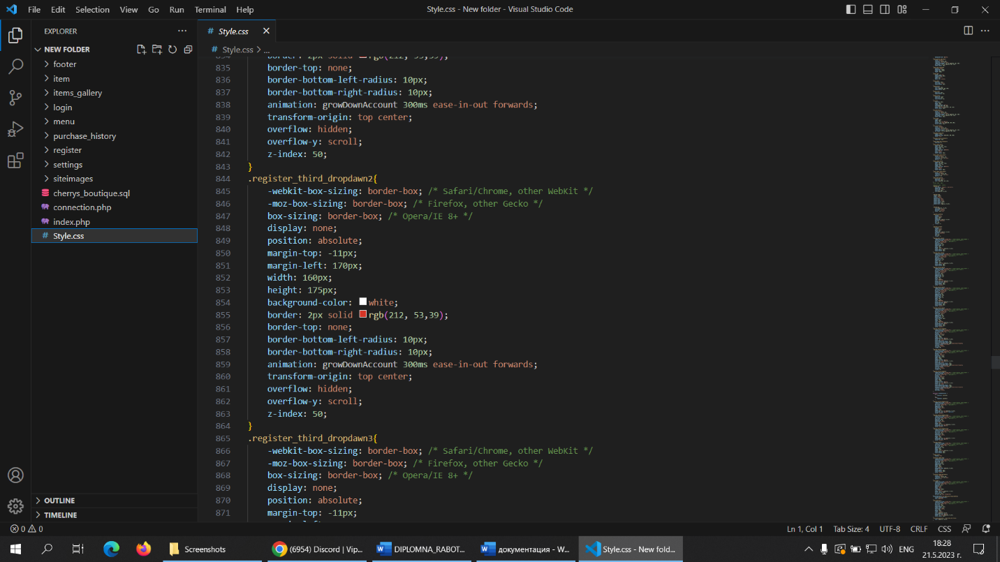 File Edit Selection View Go Run Terminal Help
Style.css - New folder - Visual Studio Code
EXPLORER
NEW FOLDER
footer
item
items_gallery
login
menu
purchase_history
register
settings
siteimages
cherrys_boutique.sql
connection.php
index.php
# Style.css
OUTLINE
TIMELINE
# Style.css
# Style.css > ...
834 border: 2px solid rgb(212, 53,39);
835 border-top: none;
836 border-bottom-left-radius: 10px;
837 border-bottom-right-radius: 10px;
838 animation: growDownAccount 300ms ease-in-out forwards;
839 transform-origin: top center;
840 overflow: hidden;
841 overflow-y: scroll;
842 z-index: 50;
843 }
844 .register_third_dropdawn2{
845 -webkit-box-sizing: border-box; /* Safari/Chrome, other WebKit */
846 -moz-box-sizing: border-box; /* Firefox, other Gecko */
847 box-sizing: border-box; /* Opera/IE 8+ */
848 display: none;
849 position: absolute;
850 margin-top: -11px;
851 margin-left: 170px;
852 width: 160px;
853 height: 175px;
854 background-color: white;
855 border: 2px solid rgb(212, 53,39);
856 border-top: none;
857 border-bottom-left-radius: 10px;
858 border-bottom-right-radius: 10px;
859 animation: growDownAccount 300ms ease-in-out forwards;
860 transform-origin: top center;
861 overflow: hidden;
862 overflow-y: scroll;
863 z-index: 50;
864 }
865 .register_third_dropdawn3{
866 -webkit-box-sizing: border-box; /* Safari/Chrome, other WebKit */
867 -moz-box-sizing: border-box; /* Firefox, other Gecko */
868 box-sizing: border-box; /* Opera/IE 8+ */
869 display: none;
870 position: absolute;
871 margin-top: -11px;
0 0
Ln 1, Col 1 Tab Size: 4 UTF-8 CRLF CSS
Screenshots
(6954) Discord | Vip...
DIPLOMNA_RABOT...
документация - W...
Style.css - New fold...
ENG
18:28
21.5.2023 г.